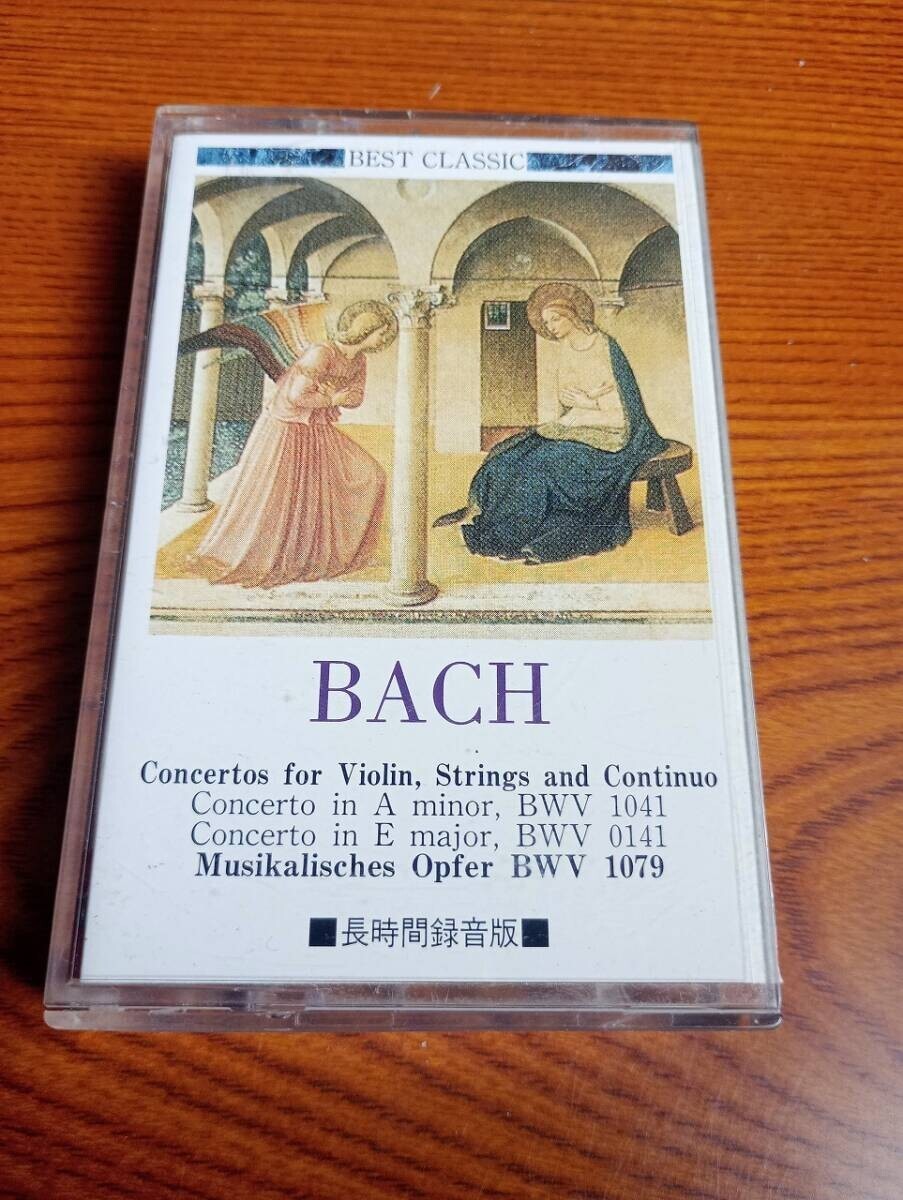 BEST CLASSIC
BACH
Concertos for Violin, Strings and Continuo
Concerto in A minor, BWV 1041
Concerto in E major, BWV 0141
Musikalisches Opfer BWV 1079
■長時間録音版■